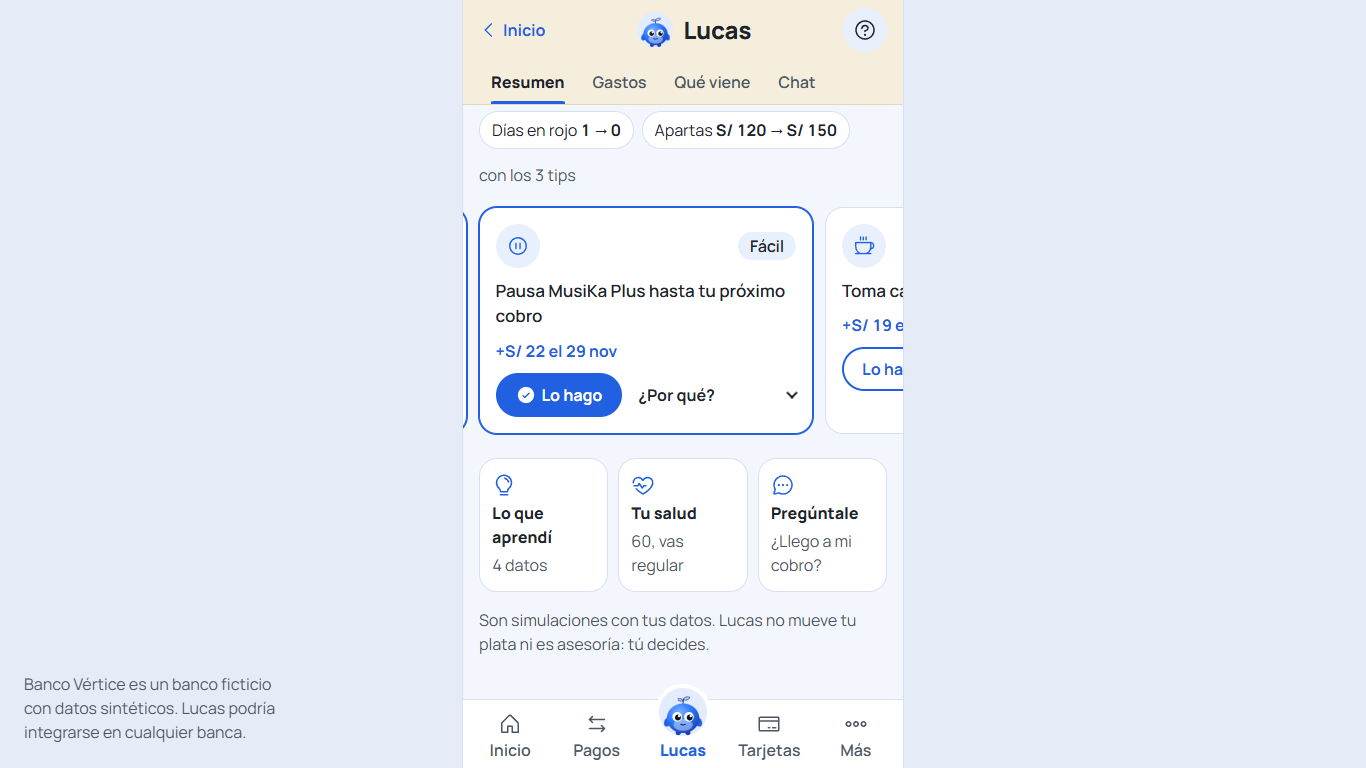 Inicio
Lucas
Resumen Gastos Qué viene Chat
Días en rojo 1 → 0 Apartas S/ 120 → S/ 150
con los 3 tips
Fácil
Pausa MusiKa Plus hasta tu próximo
cobro
+S/ 22 el 29 nov
Lo hago ¿Por qué?
Toma ca
+S/ 19 e
Lo ha
Lo que
aprendí
4 datos
Tu salud
60, vas
regular
Pregúntale
¿Llego a mi
cobro?
Son simulaciones con tus datos. Lucas no mueve tu
plata ni es asesoría: tú decides.
Banco Vértice es un banco ficticio
con datos sintéticos. Lucas podría
integrarse en cualquier banca.
Inicio Pagos Lucas Tarjetas Más